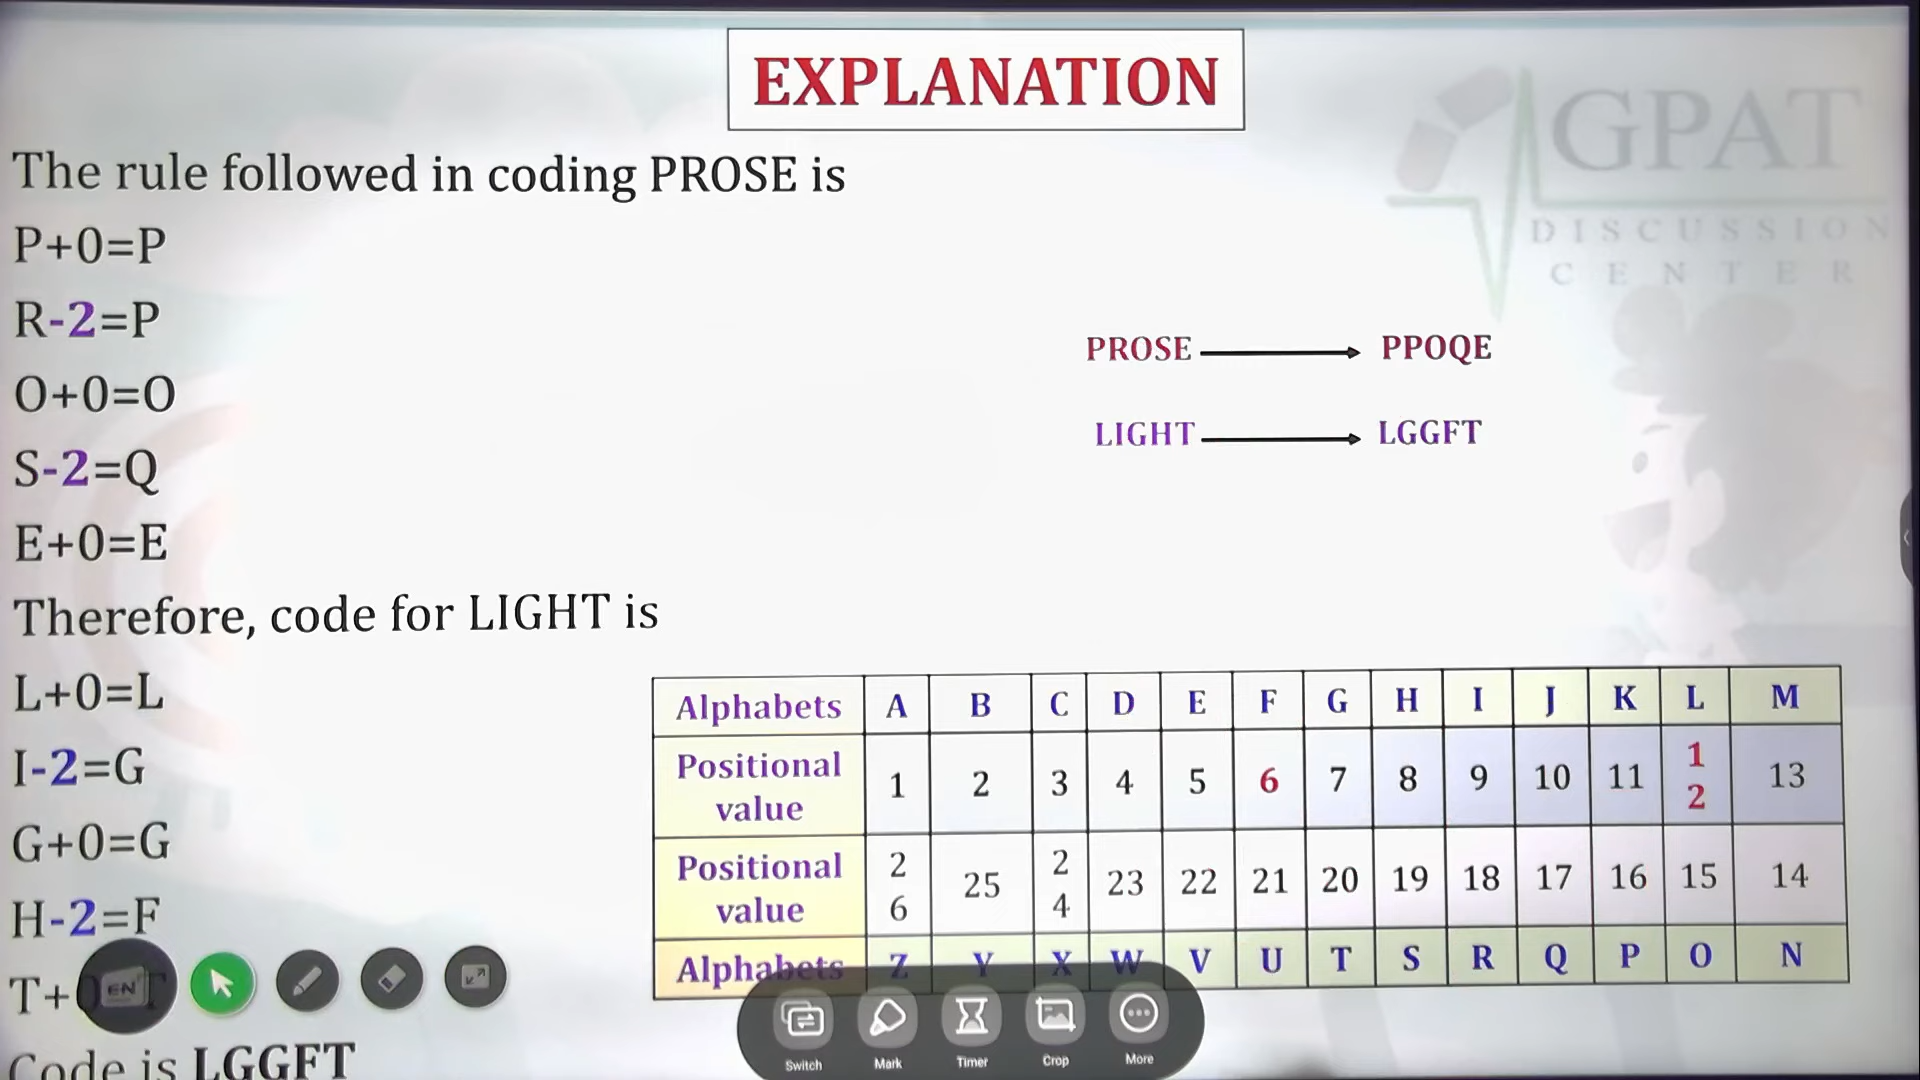 EXPLANATION
GPAT
DISCUSSION
CENTER
The rule followed in coding PROSE is
P+0=P
R-2=P
O+0=O
S-2=Q
E+0=E
PROSE PPOQE
LIGHT LGGFT
Therefore, code for LIGHT is
L+0=L
I-2=G
G+0=G
H-2=F
T+
Code is LGGFT
Alphabets A B C D E F G H I J K L M
Positional value 1 2 3 4 5 6 7 8 9 10 11 12 13
Positional value 26 25 24 23 22 21 20 19 18 17 16 15 14
Alphabets Z Y X W V U T S R Q P O N
EN
Switch Mark Timer Crop More